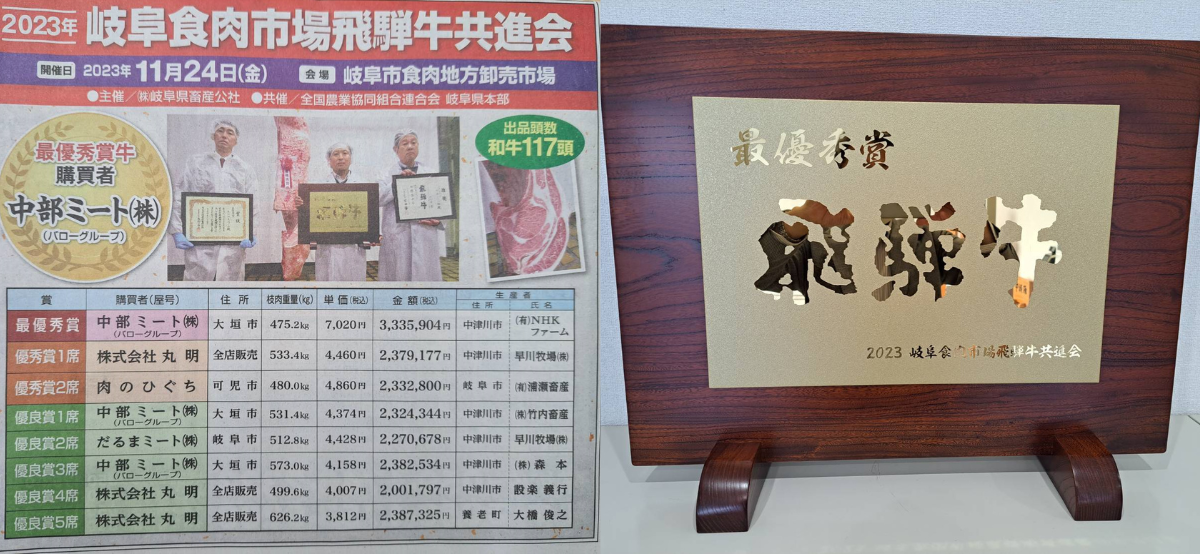 2023年 岐阜食肉市場飛騨牛共進会
開催日 2023年11月24日(金) 会場 岐阜市食肉地方卸売市場
●主催/㈱岐阜県畜産公社 ●共催/全国農業協同組合連合会 岐阜県本部
最優秀賞牛
購買者
中部ミート㈱
(バローグループ)
出品頭数
和牛117頭
賞 購買者(屋号) 住所 枝肉重量(kg) 単価(税込) 金額(税込) 生産者
住所 氏名
最優秀賞 中部ミート㈱ (バローグループ) 大垣市 475.2kg 7,020円 3,335,904円 中津川市 (有)NHKファーム
優秀賞1席 株式会社 丸明 全店販売 533.4kg 4,460円 2,379,177円 中津川市 早川牧場㈱
優秀賞2席 肉のひぐち 可児市 480.0kg 4,860円 2,332,800円 岐阜市 ㈲浦瀬畜産
優良賞1席 中部ミート㈱ (バローグループ) 大垣市 531.4kg 4,374円 2,324,344円 中津川市 ㈱竹内畜産
優良賞2席 だるまミート㈱ 岐阜市 512.8kg 4,428円 2,270,678円 中津川市 早川牧場㈱
優良賞3席 中部ミート㈱ (バローグループ) 大垣市 573.0kg 4,158円 2,382,534円 中津川市 (株)森本
優良賞4席 株式会社 丸明 全店販売 499.6kg 4,007円 2,001,797円 中津川市 設楽義行
優良賞5席 株式会社 丸明 全店販売 626.2kg 3,812円 2,387,325円 養老町 大橋俊之
最優秀賞
飛騨牛
2023 岐阜食肉市場飛騨牛共進会